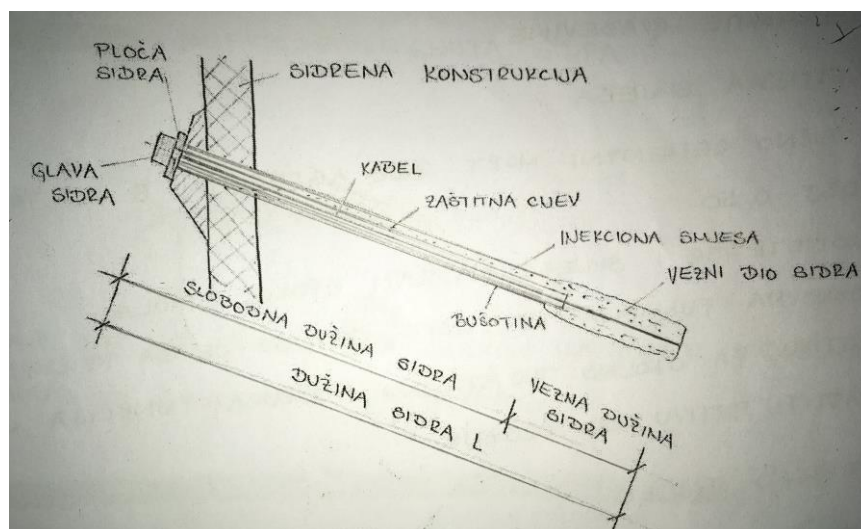 PLOČA
SIDRA
SIDRENA KONSTRUKCIJA
GLAVA
SIDRA
KABEL
ZAŠTITNA CIJEV
INEKCIONA SMJESA
VEZNI DIO SIDRA
BUŠOTINA
SLOBODNA DUŽINA SIDRA
VEZNA DUŽINA
SIDRA
DUŽINA SIDRA L